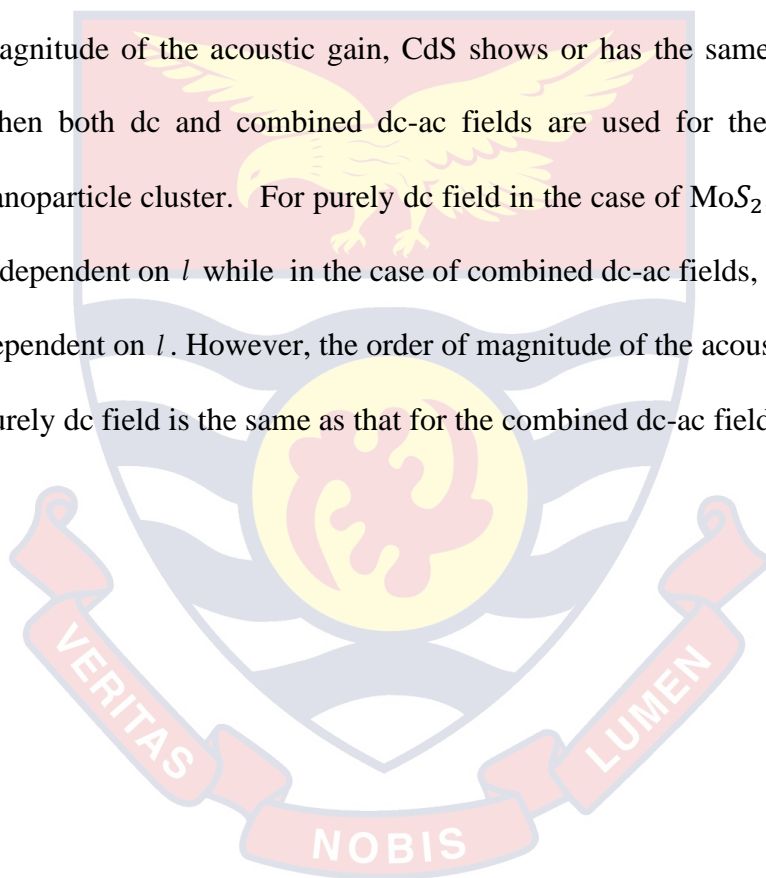 agnitude of the acoustic gain, CdS shows or has the same
hen both dc and combined dc-ac fields are used for the
anoparticle cluster. For purely dc field in the case of MoS₂
dependent on l while in the case of combined dc-ac fields,
ependent on l. However, the order of magnitude of the acous
urely dc field is the same as that for the combined dc-ac field
VERITAS
NOBIS
LUMEN